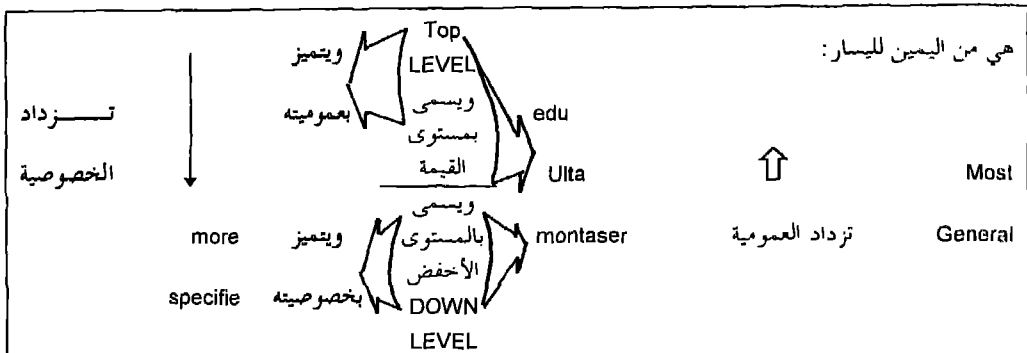 هي من اليمين لليسار:
Top
LEVEL
ويسمى
بمستوى
القيمة
ويتميز
بعموميته
تـــزداد
الخصوصية
edu
Ulta
Most
General
تزداد العمومية
montaser
ويسمى
بالمستوى
الأخفض
DOWN
LEVEL
ويتميز
بخصوصيته
more
specifie